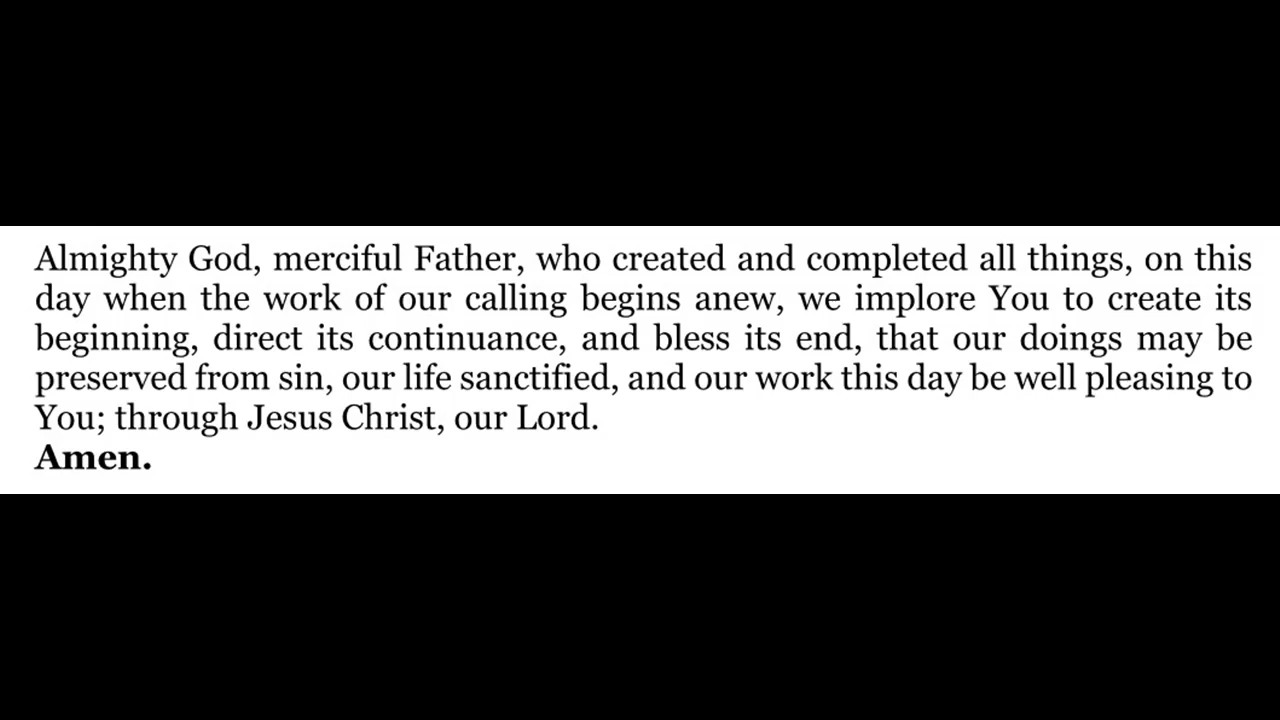 Almighty God, merciful Father, who created and completed all things, on this
day when the work of our calling begins anew, we implore You to create its
beginning, direct its continuance, and bless its end, that our doings may be
preserved from sin, our life sanctified, and our work this day be well pleasing to
You; through Jesus Christ, our Lord.
Amen.